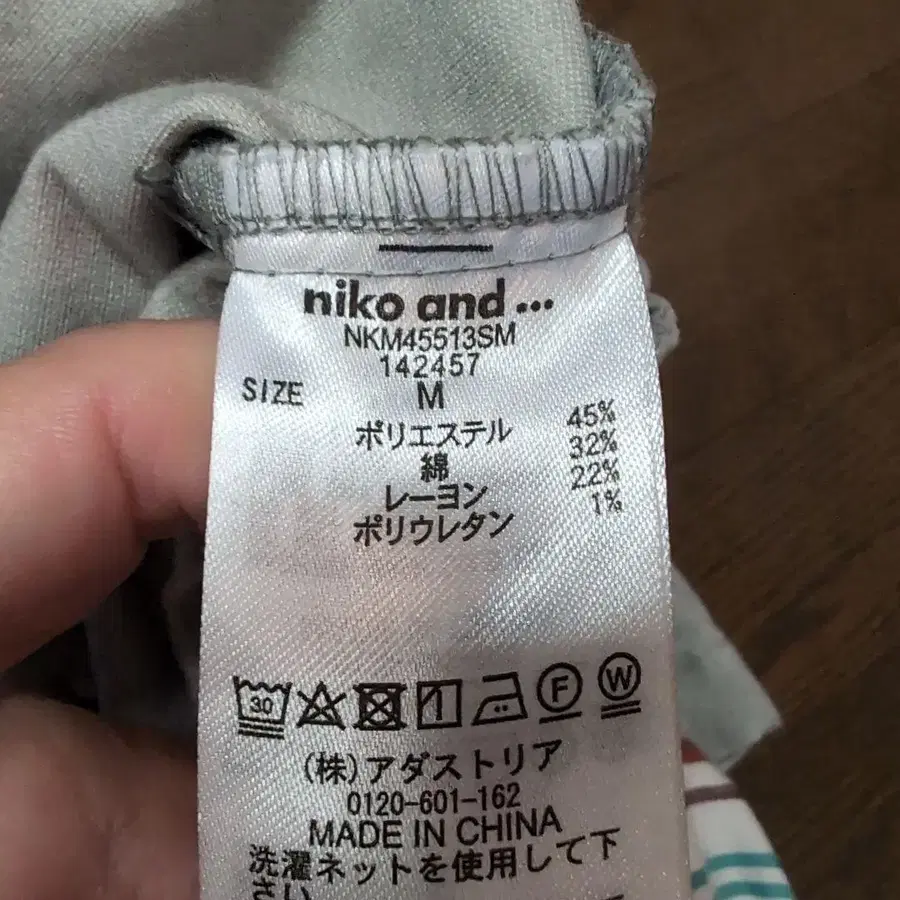 niko and ...
NKM45513SM
142457
SIZE M
ポリエステル 45%
綿 32%
レーヨン 22%
ポリウレタン 1%
30 F W
(株)アダストリア
0120-601-162
MADE IN CHINA
洗濯ネットを使用して下
さい